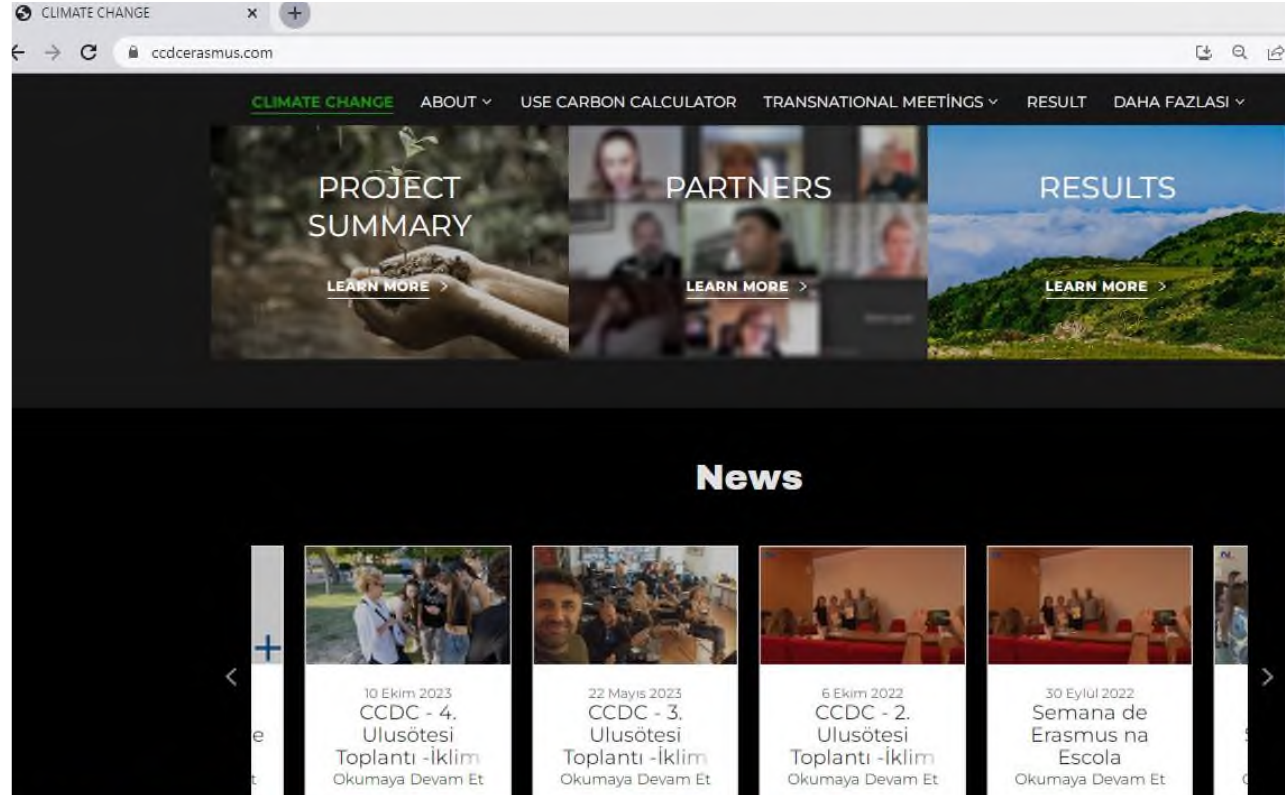 CLIMATE CHANGE
ccdcerasmus.com
CLIMATE CHANGE ABOUT USE CARBON CALCULATOR TRANSNATIONAL MEETİNGS RESULT DAHA FAZLASI
PROJECT
SUMMARY
LEARN MORE >
PARTNERS
LEARN MORE >
RESULTS
LEARN MORE >
News
e
t
10 Ekim 2023
CCDC - 4.
Ulusötesi
Toplantı -İklim
Okumaya Devam Et
22 Mayıs 2023
CCDC - 3.
Ulusötesi
Toplantı -İklim
Okumaya Devam Et
6 Ekim 2022
CCDC - 2.
Ulusötesi
Toplantı -İklim
Okumaya Devam Et
30 Eylül 2022
Semana de
Erasmus na
Escola
Okumaya Devam Et